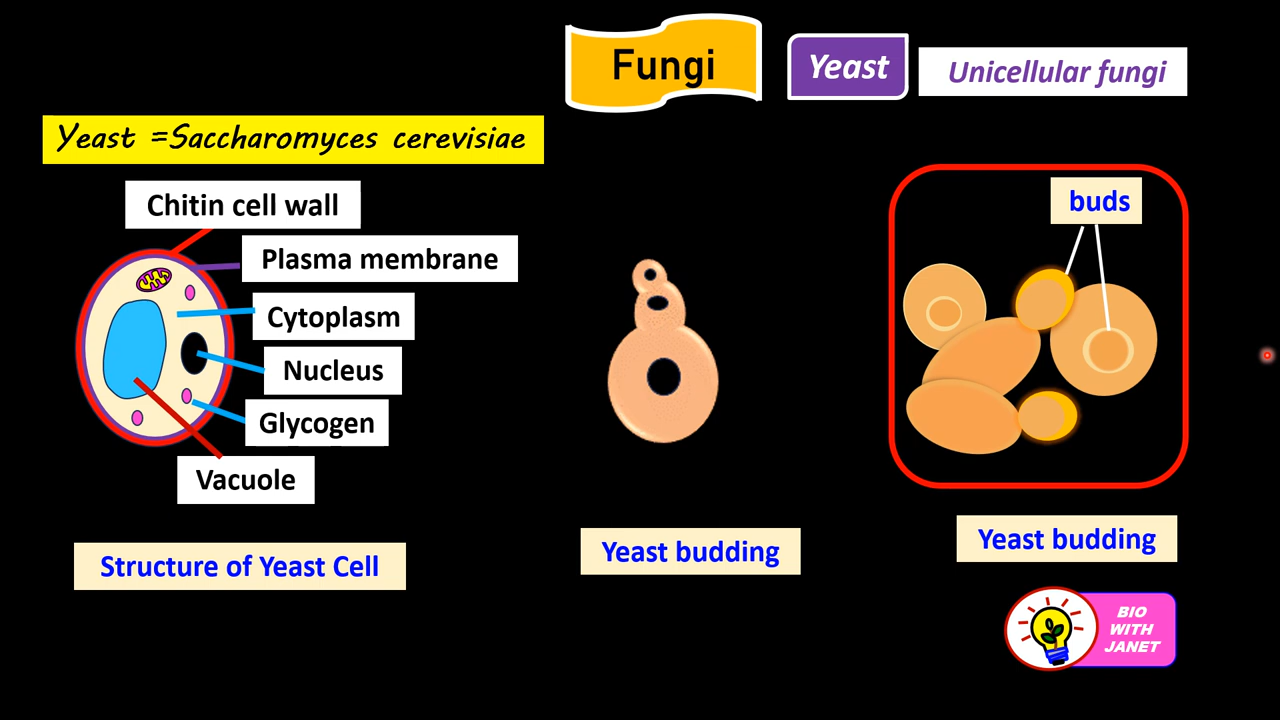 Fungi
Yeast
Unicellular fungi
Yeast =Saccharomyces cerevisiae
Chitin cell wall
Plasma membrane
Cytoplasm
Nucleus
Glycogen
Vacuole
Structure of Yeast Cell
Yeast budding
buds
Yeast budding
BIO
WITH
JANET